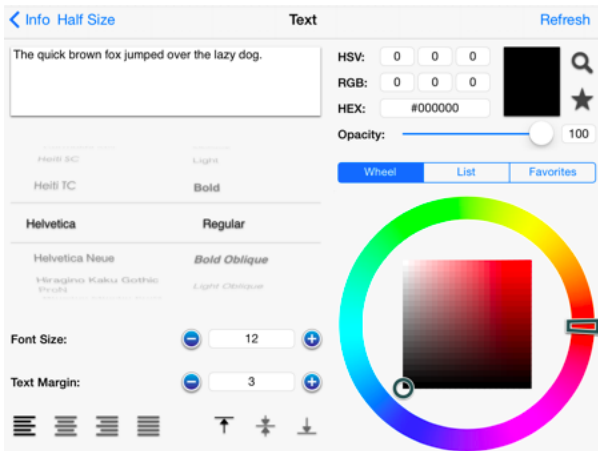 Info Half Size Text Refresh
The quick brown fox jumped over the lazy dog.
HSV: 0 0 0
RGB: 0 0 0
HEX: #000000
Opacity: 100
Wheel List Favorites
Heiti SC Light
Heiti TC Bold
Helvetica Regular
Helvetica Neue Bold Oblique
Hiragino Kaku Gothic Light Oblique
ProN
Font Size: 12
Text Margin: 3